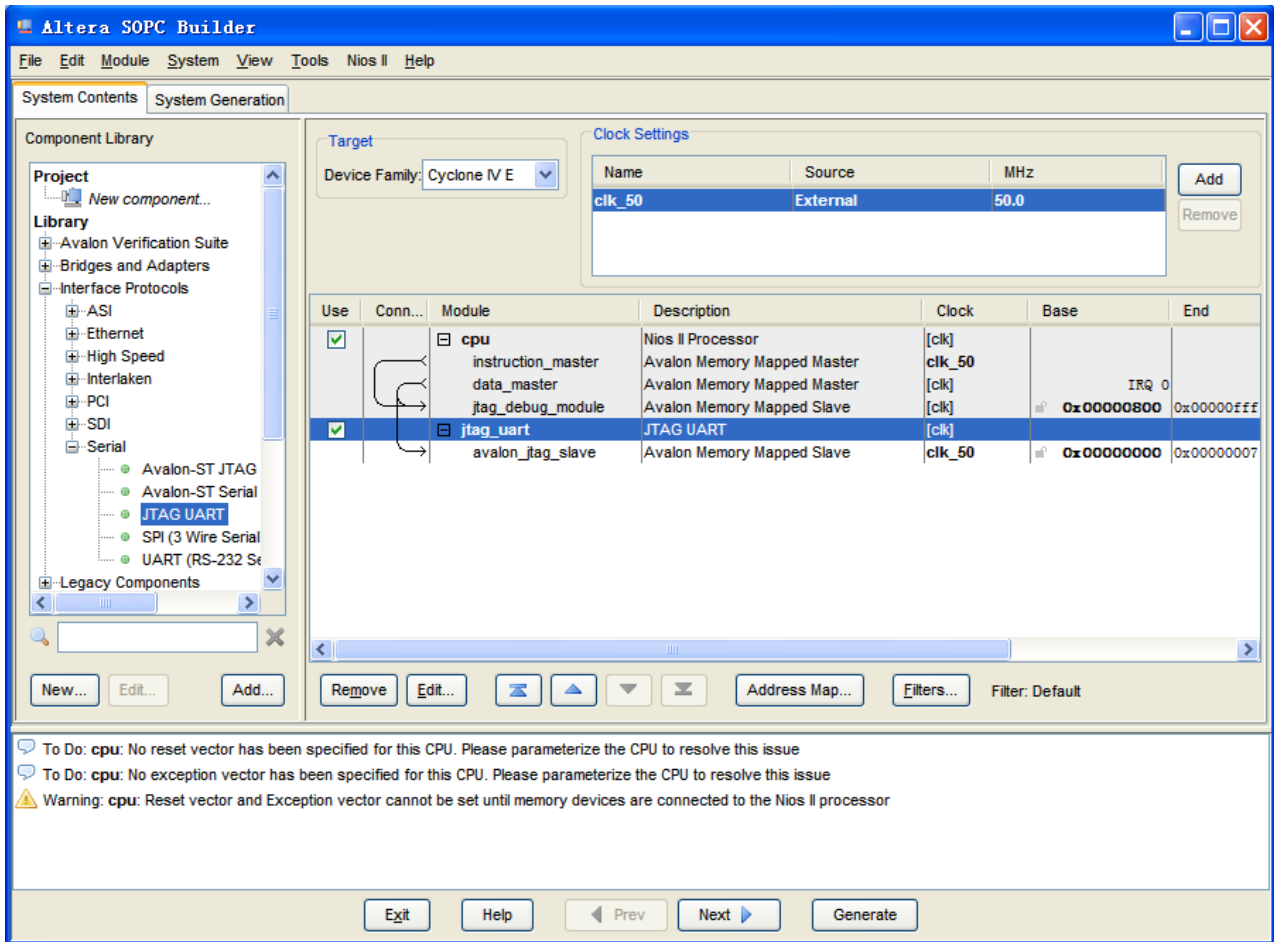 Altera SOPC Builder
File Edit Module System View Tools Nios II Help
System Contents System Generation
Component Library
Project
New component...
Library
Avalon Verification Suite
Bridges and Adapters
Interface Protocols
ASI
Ethernet
High Speed
Interlaken
PCI
SDI
Serial
Avalon-ST JTAG
Avalon-ST Serial
JTAG UART
SPI (3 Wire Serial
UART (RS-232 Se
Legacy Components
New... Edit... Add...
Target
Device Family: Cyclone IV E
Clock Settings
Name Source MHz
clk_50 External 50.0
Add
Remove
Use Conn... Module Description Clock Base End
cpu Nios II Processor [clk]
instruction_master Avalon Memory Mapped Master clk_50
data_master Avalon Memory Mapped Master [clk] IRQ 0
jtag_debug_module Avalon Memory Mapped Slave [clk] 0x00000800 0x00000fff
jtag_uart JTAG UART [clk]
avalon_jtag_slave Avalon Memory Mapped Slave clk_50 0x00000000 0x00000007
Remove Edit... Address Map... Filters... Filter: Default
To Do: cpu: No reset vector has been specified for this CPU. Please parameterize the CPU to resolve this issue
To Do: cpu: No exception vector has been specified for this CPU. Please parameterize the CPU to resolve this issue
Warning: cpu: Reset vector and Exception vector cannot be set until memory devices are connected to the Nios II processor
Exit Help Prev Next Generate